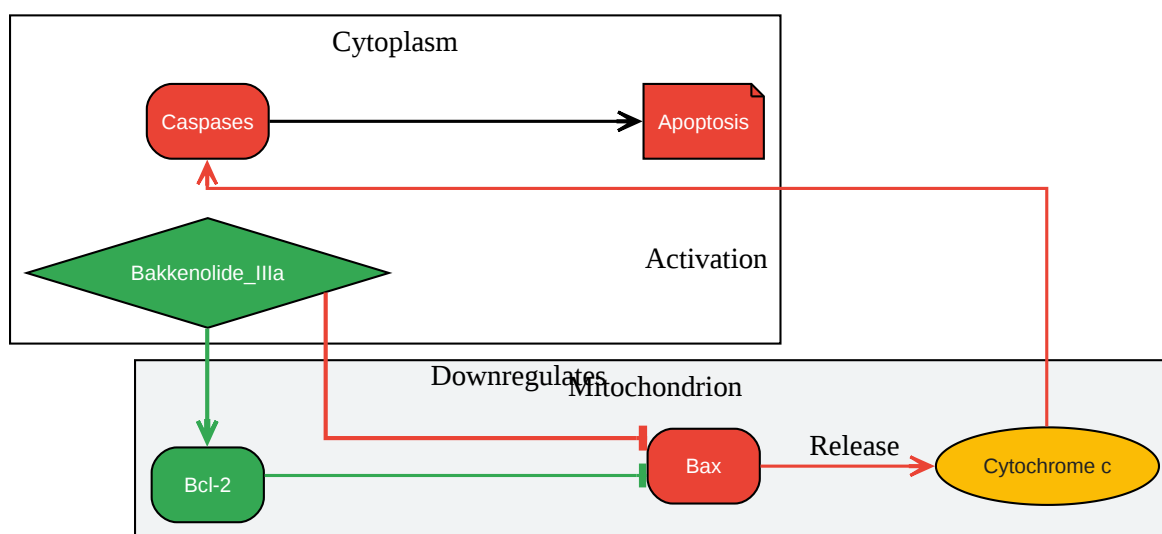 Cytoplasm
Caspases
Apoptosis
Bakkenolide_IIIa
Activation
Downregulates
Mitochondrion
Release
Bax
Cytochrome c
Bcl-2